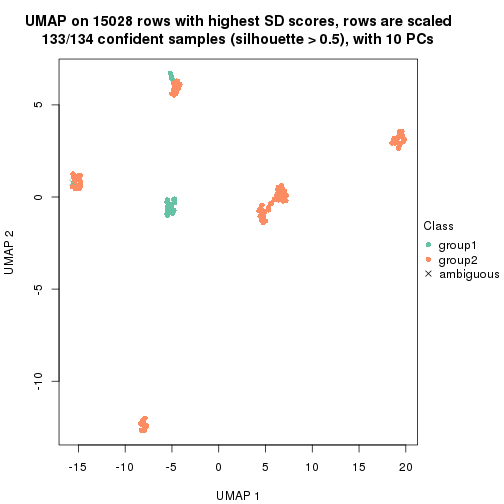 UMAP on 15028 rows with highest SD scores, rows are scaled
133/134 confident samples (silhouette > 0.5), with 10 PCs
5
0
-5
-10
UMAP 2
-15
-10
-5
0
5
10
15
20
UMAP 1
Class
group1
group2
ambiguous